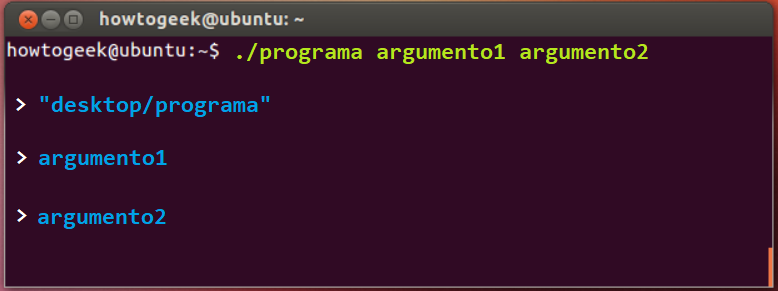 howtogeek@ubuntu: ~
howtogeek@ubuntu:~$ ./programa argumento1 argumento2
> "desktop/programa"
> argumento1
> argumento2